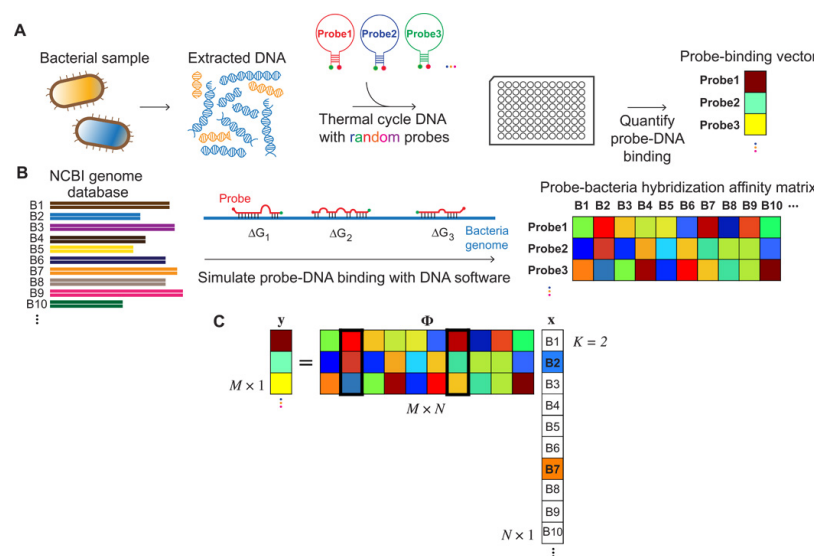 A
Bacterial sample
Extracted DNA
Probe1
Probe2
Probe3
Thermal cycle DNA
with random probes
Quantify
probe-DNA
binding
Probe-binding vector
Probe1
Probe2
Probe3
B
NCBI genome
database
B1
B2
B3
B4
B5
B6
B7
B8
B9
B10
Probe
ΔG1
ΔG2
ΔG3
Bacteria
genome
Simulate probe-DNA binding with DNA software
Probe-bacteria hybridization affinity matrix
B1 B2 B3 B4 B5 B6 B7 B8 B9 B10 ...
Probe1
Probe2
Probe3
C
y
=
Φ
x
M × 1
M × N
K = 2
B1
B2
B3
B4
B5
B6
B7
B8
B9
B10
N × 1